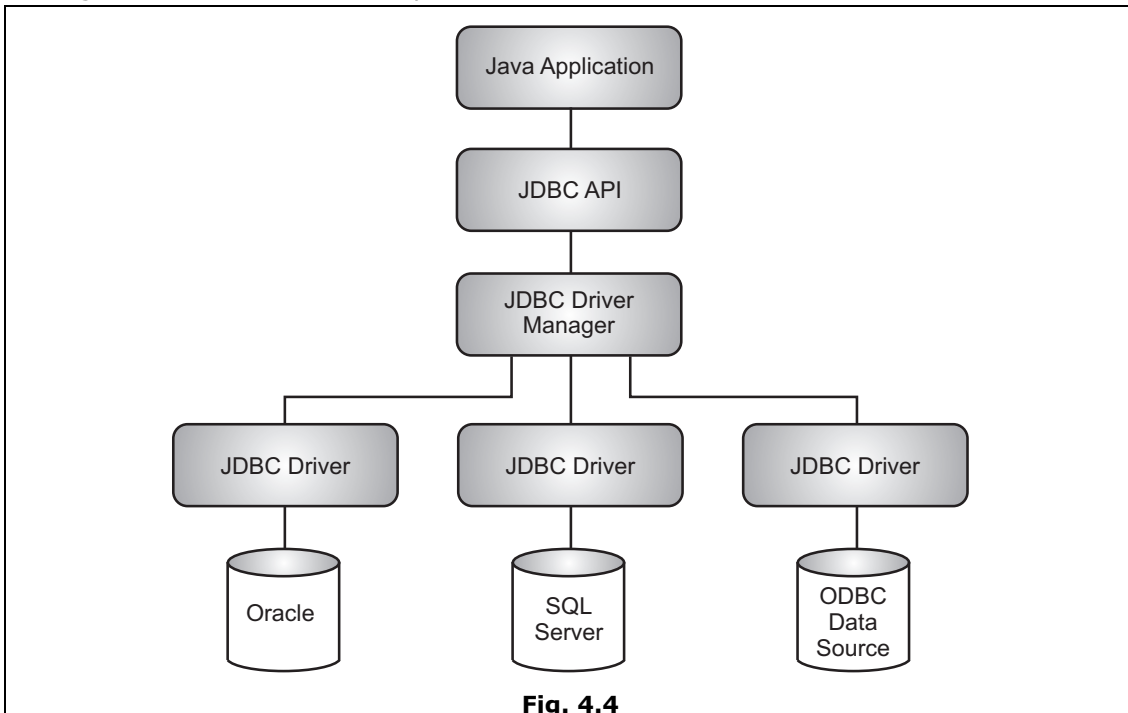 Java Application
JDBC API
JDBC Driver
Manager
JDBC Driver
JDBC Driver
JDBC Driver
Oracle
SQL
Server
ODBC
Data
Source
Fig. 4.4